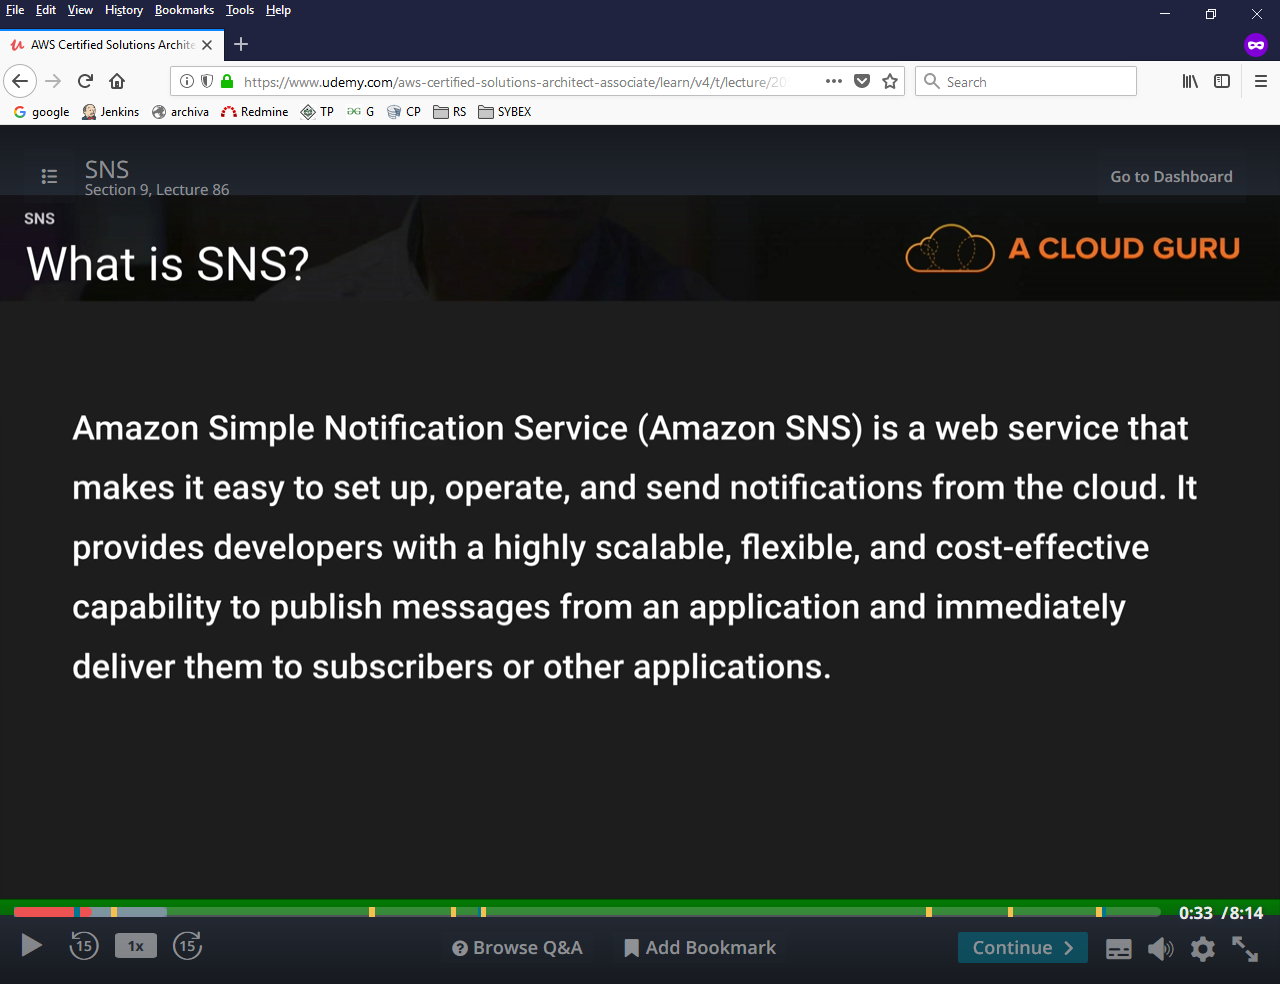 File Edit View History Bookmarks Tools Help
AWS Certified Solutions Archite
https://www.udemy.com/aws-certified-solutions-architect-associate/learn/v4/t/lecture/20
Search
google Jenkins archiva Redmine TP G CP RS SYBEX
SNS
Section 9, Lecture 86
Go to Dashboard
SNS
What is SNS?
A CLOUD GURU
Amazon Simple Notification Service (Amazon SNS) is a web service that
makes it easy to set up, operate, and send notifications from the cloud. It
provides developers with a highly scalable, flexible, and cost-effective
capability to publish messages from an application and immediately
deliver them to subscribers or other applications.
0:33 / 8:14
15 1x 15 Browse Q&A Add Bookmark Continue